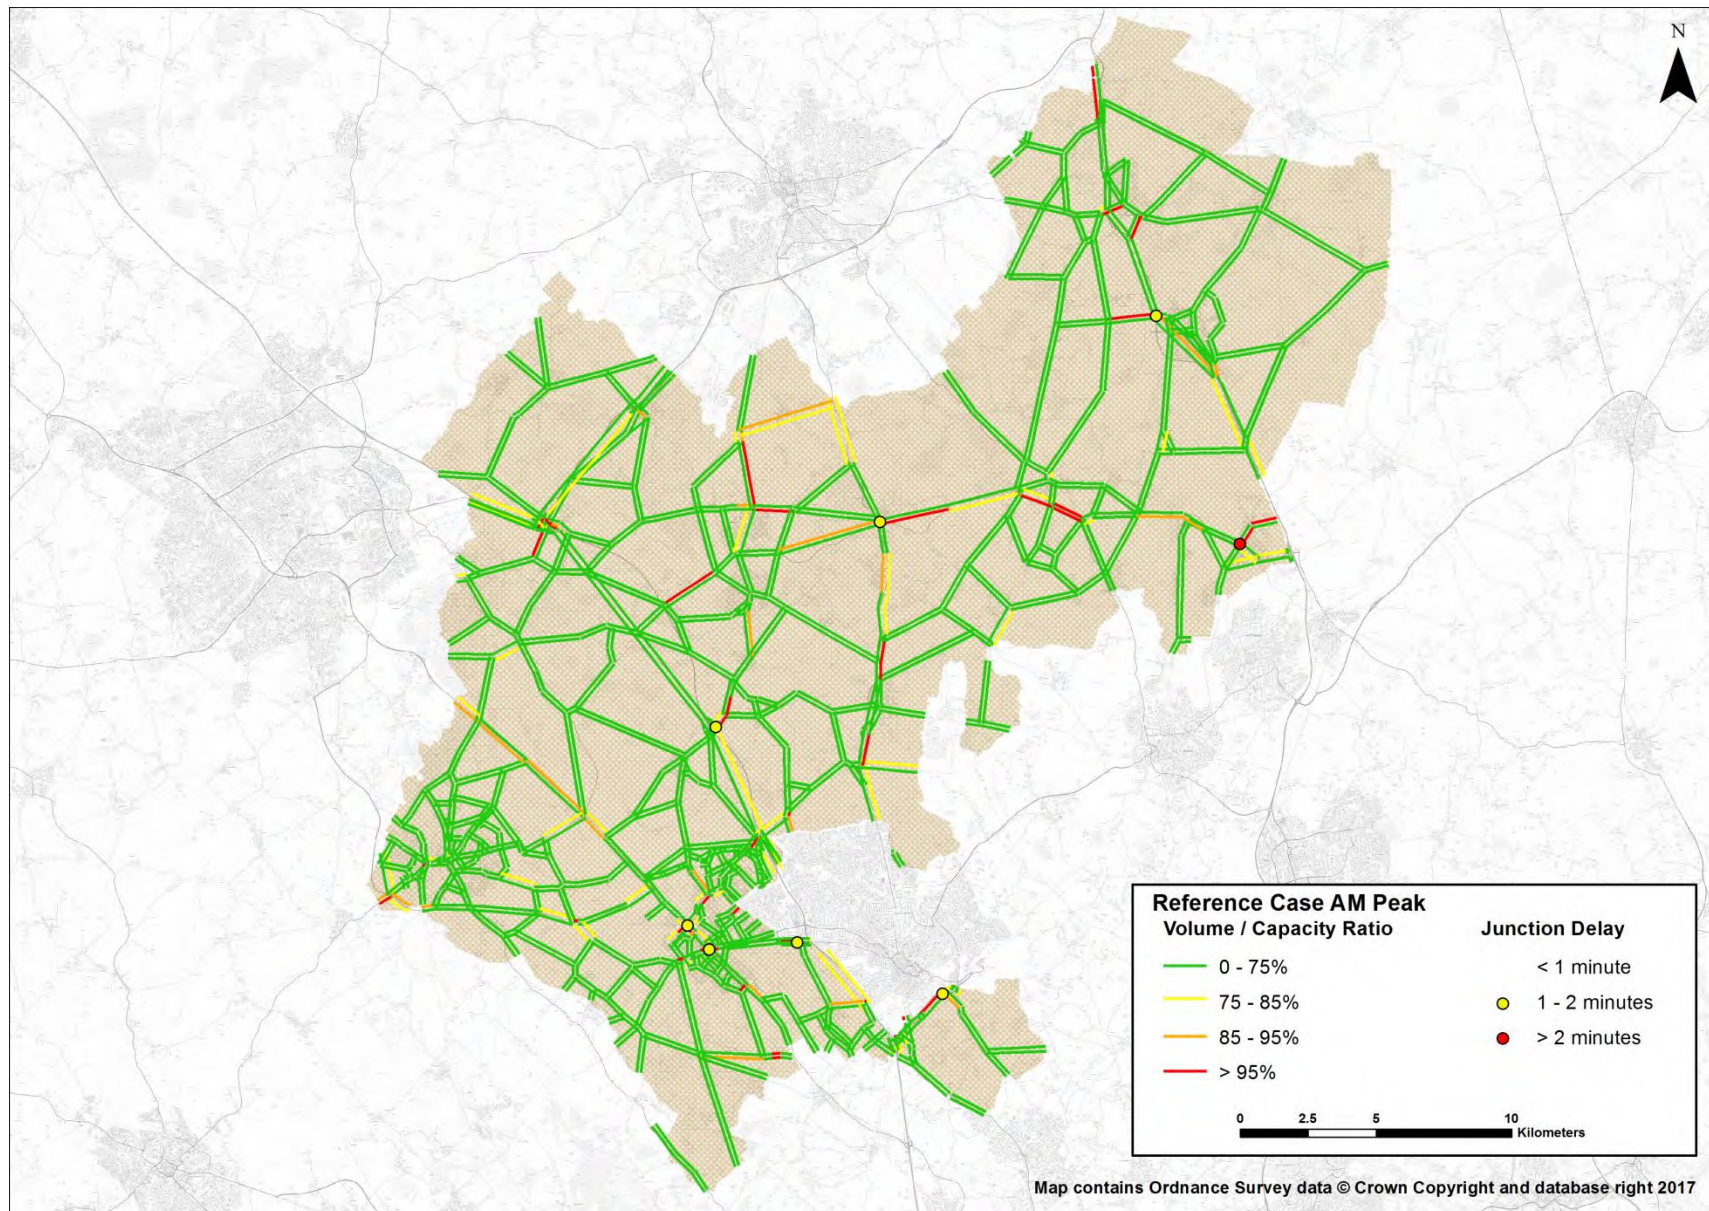 N
Reference Case AM Peak
Volume / Capacity Ratio
Junction Delay
0 - 75%
< 1 minute
75 - 85%
1 - 2 minutes
85 - 95%
> 2 minutes
> 95%
0 2.5 5 10
Kilometers
Map contains Ordnance Survey data © Crown Copyright and database right 2017